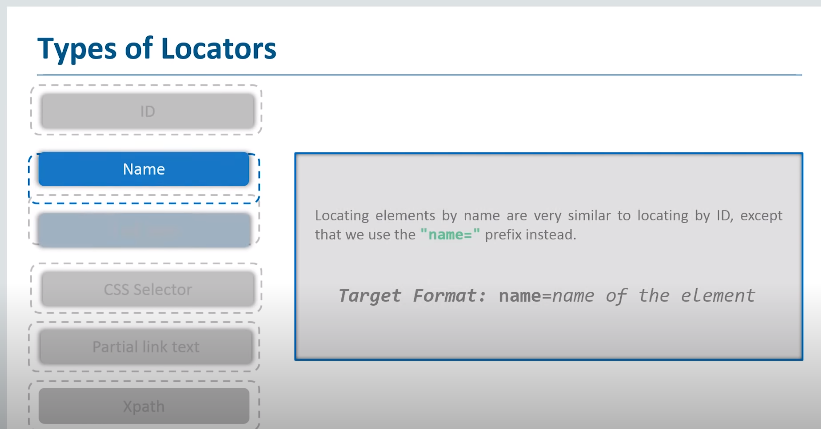 Types of Locators
ID
Name
CSS Selector
Partial link text
Xpath
Locating elements by name are very similar to locating by ID, except
that we use the "name=" prefix instead.
Target Format: name=name of the element